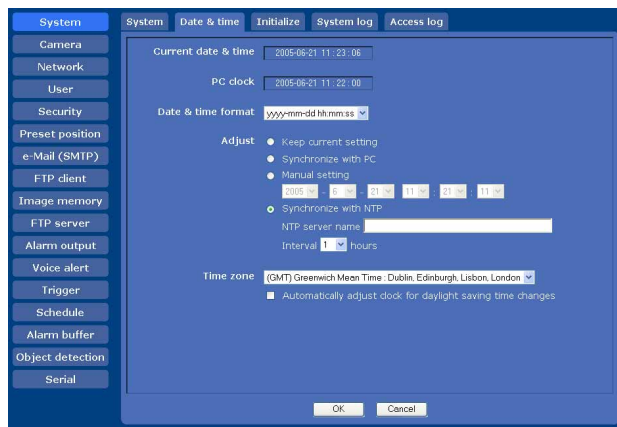 System
Camera
Network
User
Security
Preset position
e-Mail (SMTP)
FTP client
Image memory
FTP server
Alarm output
Voice alert
Trigger
Schedule
Alarm buffer
Object detection
Serial
System Date & time Initialize System log Access log
Current date & time 2005-06-21 11:23:06
PC clock 2005-06-21 11:22:00
Date & time format yyyy-mm-dd hh:mm:ss
Adjust Keep current setting
Synchronize with PC
Manual setting
2005 - 6 - 21 11 : 21 : 11
Synchronize with NTP
NTP server name
Interval 1 hours
Time zone (GMT) Greenwich Mean Time : Dublin, Edinburgh, Lisbon, London
Automatically adjust clock for daylight saving time changes
OK Cancel